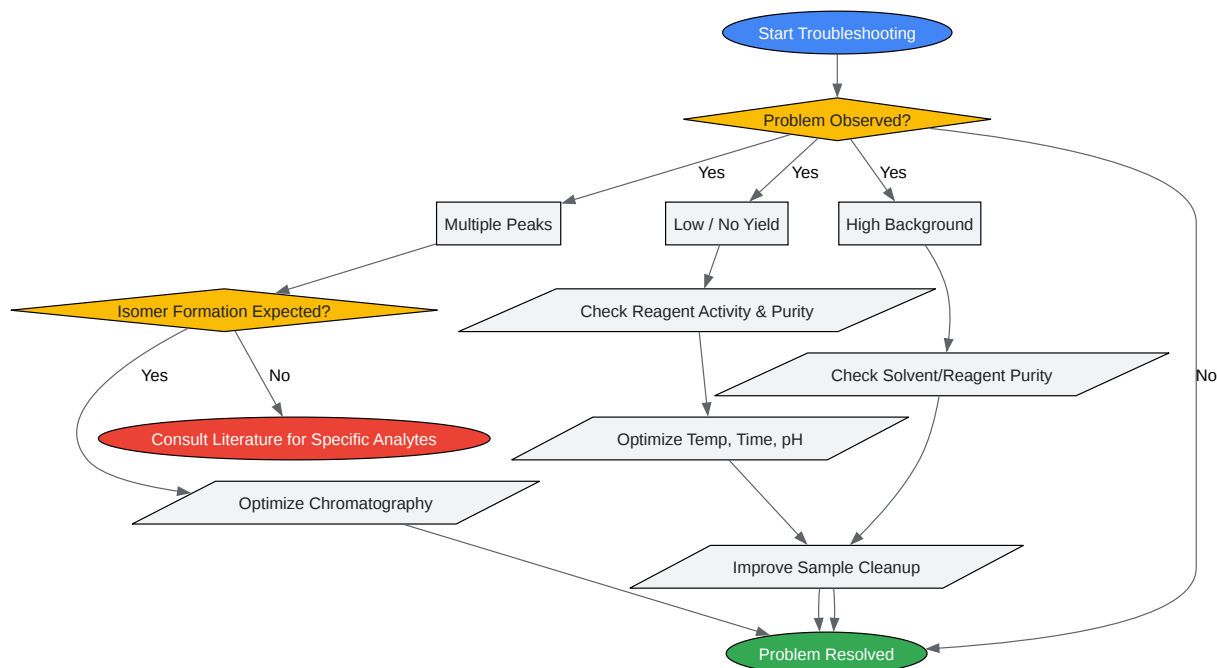 Start Troubleshooting
Problem Observed?
Yes
Yes
Yes
Multiple Peaks
Low / No Yield
High Background
Isomer Formation Expected?
Check Reagent Activity & Purity
Yes
No
Check Solvent/Reagent Purity
No
Consult Literature for Specific Analytes
Optimize Temp, Time, pH
Optimize Chromatography
Improve Sample Cleanup
Problem Resolved